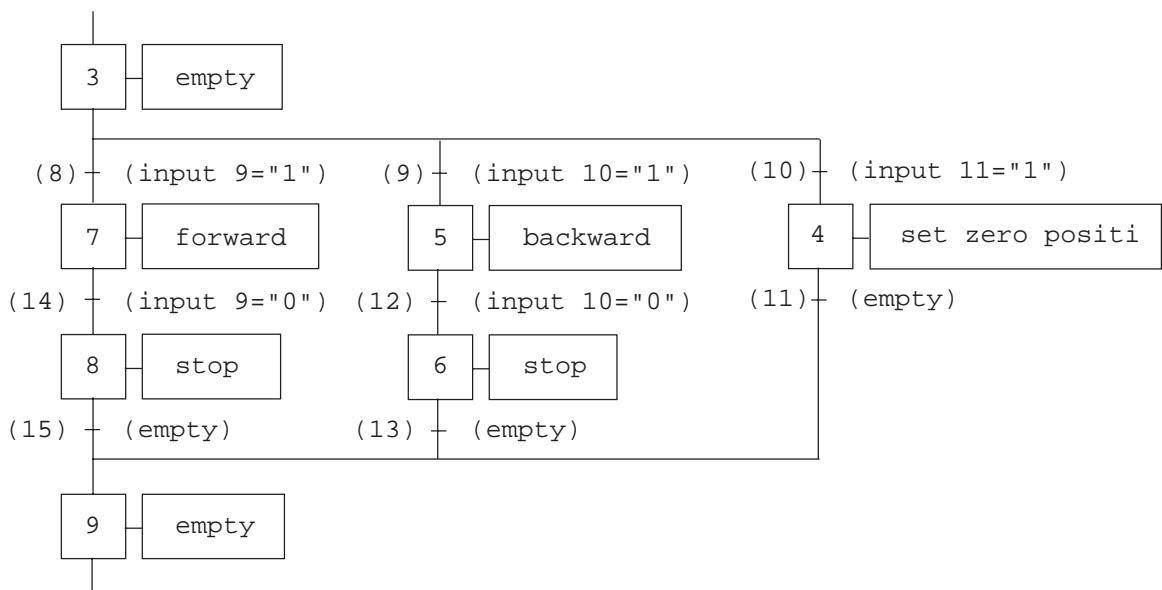 3 empty
(8) (input 9="1") (9) (input 10="1") (10) (input 11="1")
7 forward 5 backward 4 set zero positi
(14) (input 9="0") (12) (input 10="0") (11) (empty)
8 stop 6 stop
(15) (empty) (13) (empty)
9 empty